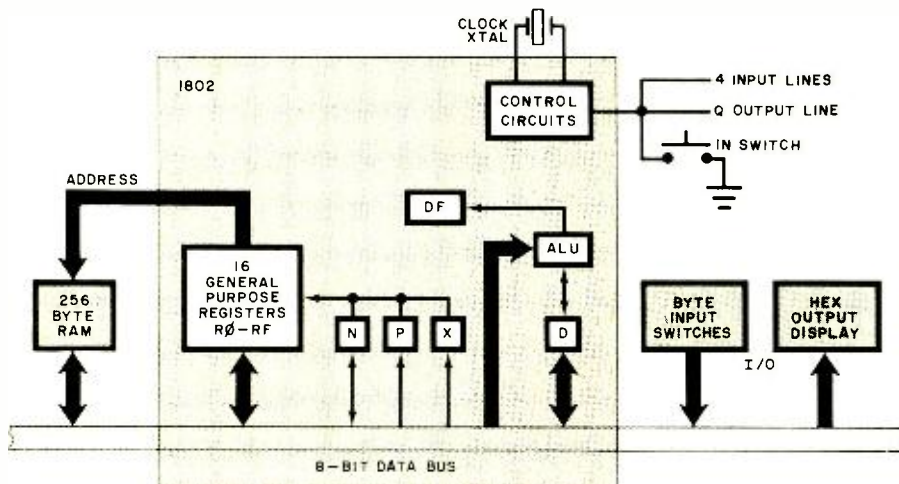 CLOCK
XTAL
1802
CONTROL
CIRCUITS
4 INPUT LINES
Q OUTPUT LINE
IN SWITCH
ADDRESS
DF
ALU
16
GENERAL
PURPOSE
REGISTERS
RØ-RF
256
BYTE
RAM
N
P
X
D
BYTE
INPUT
SWITCHES
HEX
OUTPUT
DISPLAY
I/O
8-BIT DATA BUS